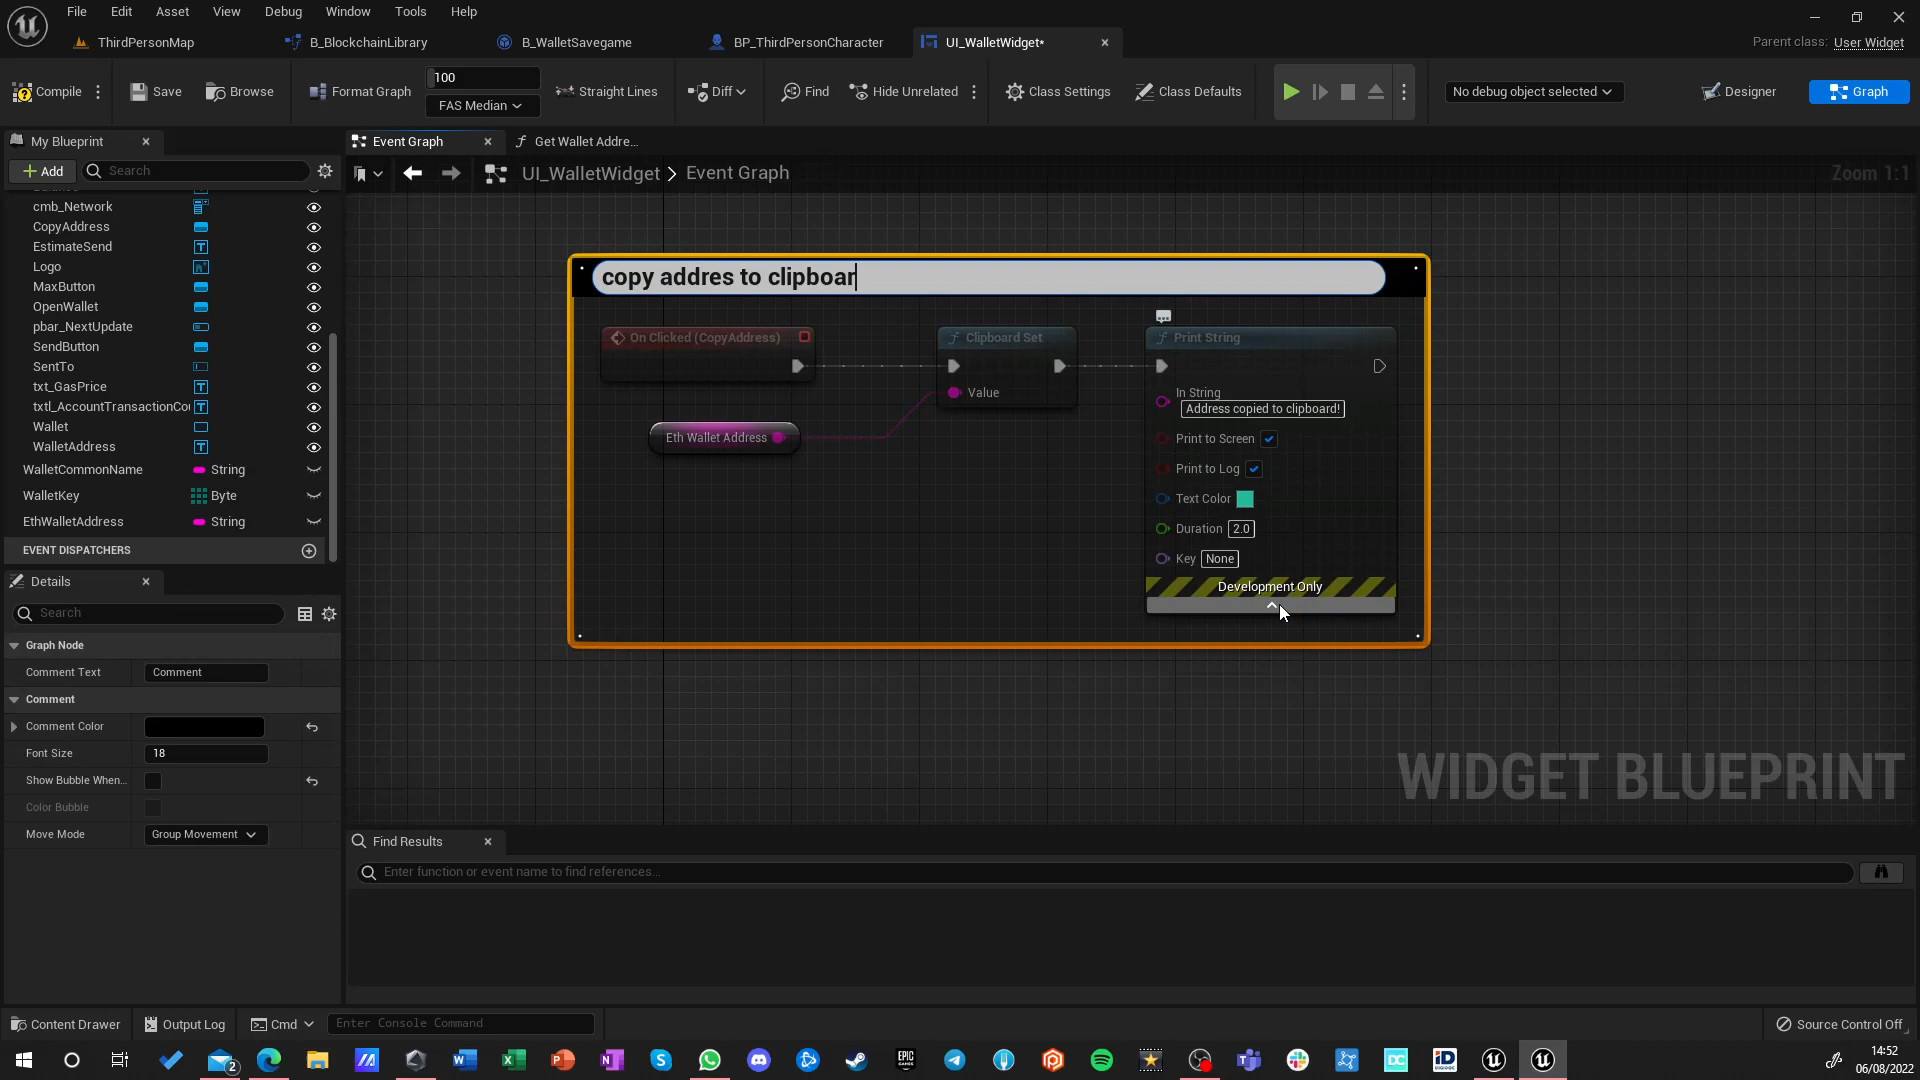 File Edit Asset View Debug Window Tools Help
ThirdPersonMap B_BlockchainLibrary B_WalletSavegame BP_ThirdPersonCharacter UI_WalletWidget*
Parent class: User Widget
Compile Save Browse Format Graph 100 FAS Median Straight Lines Diff Find Hide Unrelated Class Settings Class Defaults No debug object selected Designer Graph
My Blueprint Event Graph Get Wallet Addre...
Add Search
UI_WalletWidget > Event Graph Zoom 1:1
cmb_Network
CopyAddress
EstimateSend
Logo
MaxButton
OpenWallet
pbar_NextUpdate
SendButton
SentTo
txt_GasPrice
txtl_AccountTransactionCo
Wallet
WalletAddress
WalletCommonName String
WalletKey Byte
EthWalletAddress String
EVENT DISPATCHERS
copy addres to clipboar
On Clicked (CopyAddress)
Eth Wallet Address
Clipboard Set
Value
Print String
In String
Address copied to clipboard!
Print to Screen
Print to Log
Text Color
Duration 2.0
Key None
Development Only
WIDGET BLUEPRINT
Details
Search
Graph Node
Comment Text Comment
Comment
Comment Color
Font Size 18
Show Bubble When...
Color Bubble
Move Mode Group Movement
Find Results
Enter function or event name to find references...
Content Drawer Output Log Cmd Enter Console Command Source Control Off
2
14:52
06/08/2022